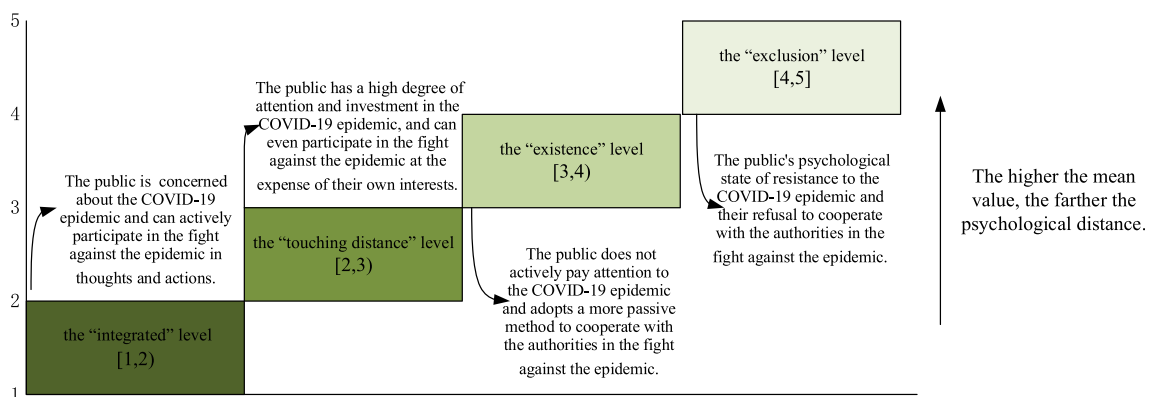 5
4
3
2
1
The public is concerned
about the COVID-19
epidemic and can actively
participate in the fight
against the epidemic in
thoughts and actions.
the “integrated” level
[1,2)
The public has a high degree of
attention and investment in the
COVID-19 epidemic, and can
even participate in the fight
against the epidemic at the
expense of their own interests.
the “touching distance” level
[2,3)
the “existence” level
[3,4)
The public does not
actively pay attention to
the COVID-19 epidemic
and adopts a more passive
method to cooperate with
the authorities in the fight
against the epidemic.
the “exclusion” level
[4,5]
The public's psychological
state of resistance to the
COVID-19 epidemic and
their refusal to cooperate
with the authorities in the
fight against the epidemic.
The higher the mean
value, the farther the
psychological distance.